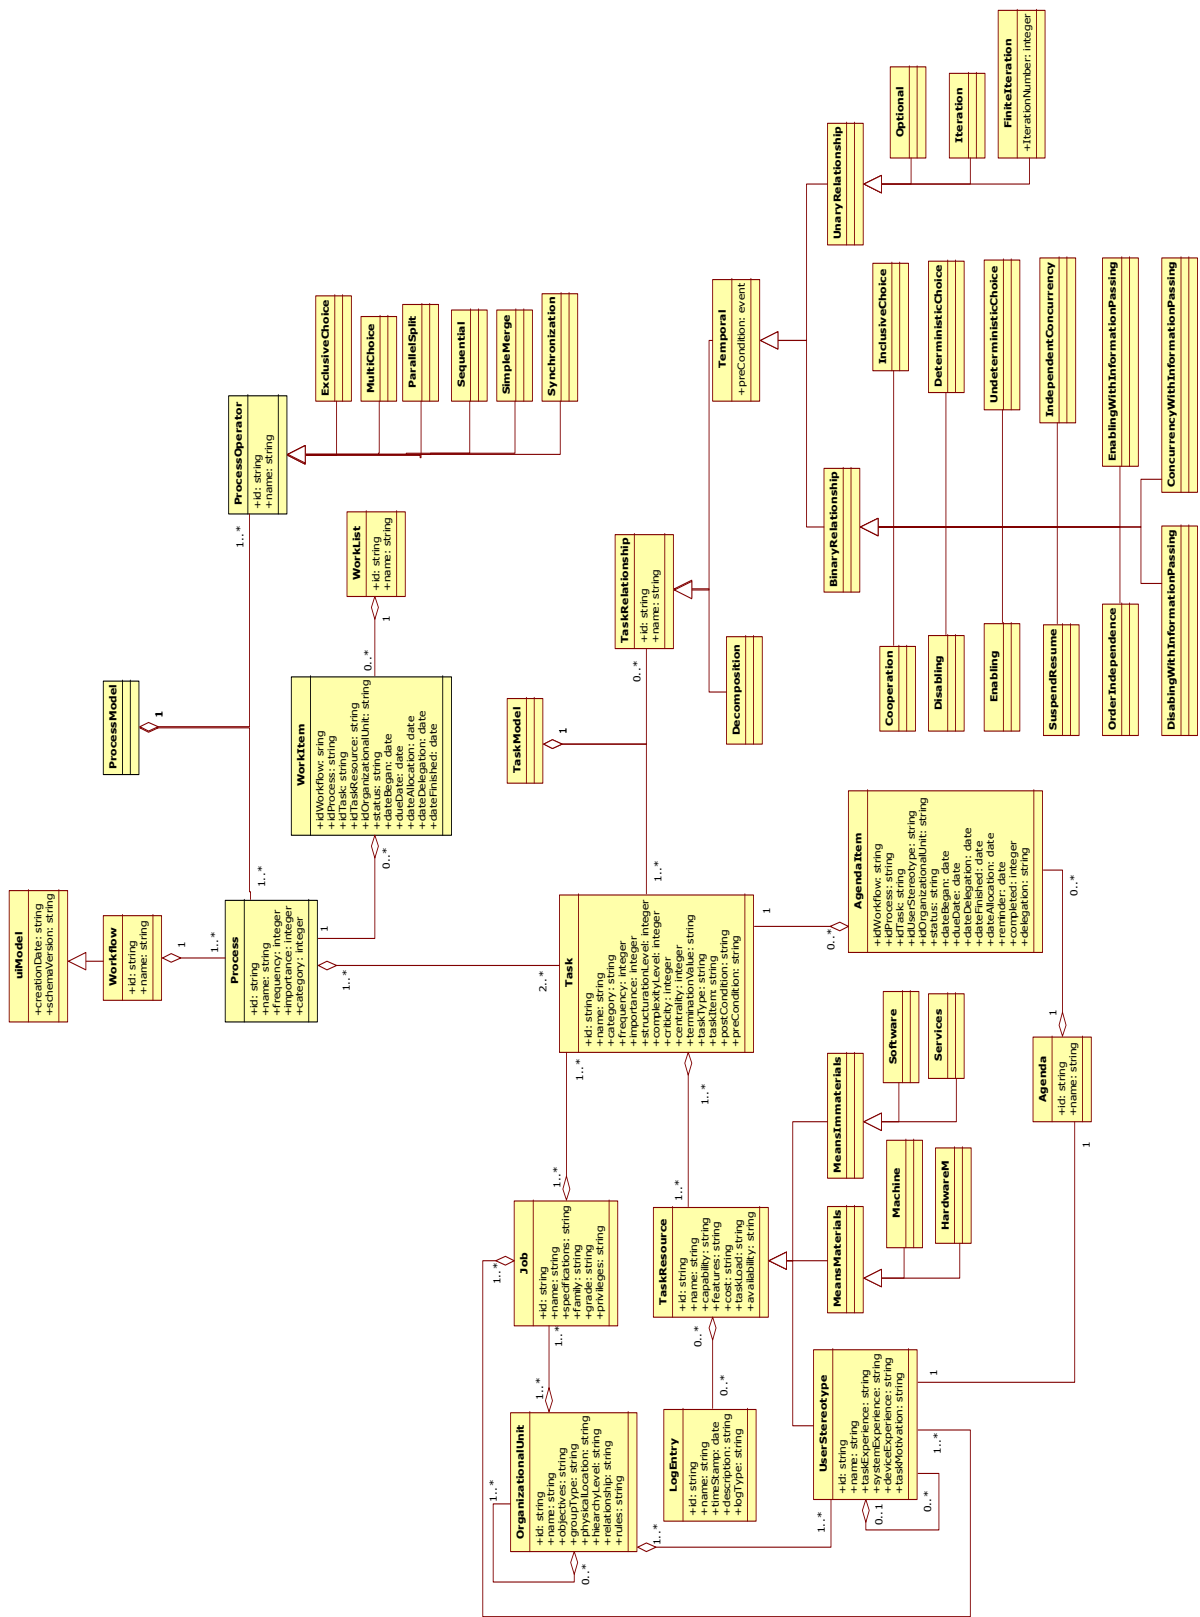 uiModel
+creationDate: string
+schemaVersion: string
Workflow
+id: string
+name: string
1
1..*
ProcessModel
1
Process
+id: string
+name: string
+frequency: integer
+importance: integer
+category: integer
1..*
1..*
ProcessOperator
+id: string
+name: string
ExclusiveChoice
MultiChoice
ParallelSplit
Sequential
SimpleMerge
Synchronization
1
0..*
WorkItem
+idWorkflow: sring
+idProcess: string
+idTask: string
+idTaskResource: string
+idOrganizationalUnit: string
+status: string
+dateBegan: date
+dueDate: date
+dateAllocation: date
+dateDelegation: date
+dateFinished: date
0..*
1
WorkList
+id: string
+name: string
1..*
2..*
OrganizationalUnit
+id: string
+name: string
+objectives: string
+groupType: string
+physicalLocation: string
+hiearchyLevel: string
+relationship: string
+rules: string
1..*
0..*
1..*
1..*
1..*
Job
+id: string
+name: string
+specifications: string
+family: string
+grade: string
+privileges: string
1..*
1..*
1..*
Task
+id: string
+name: string
+category: string
+frequency: integer
+importance: integer
+structurationLevel: integer
+complexityLevel: integer
+criticity: integer
+centrality: integer
+terminationValue: string
+taskType: string
+taskItem: string
+postCondition: string
+preCondition: string
TaskModel
1
1..*
0..*
TaskRelationship
+id: string
+name: string
LogEntry
+id: string
+name: string
+timeStamp: date
+description: string
+logType: string
0..*
0..*
TaskResource
+id: string
+name: string
+capability: string
+features: string
+cost: string
+taskLoad: string
+availability: string
1..*
1..*
Decomposition
Temporal
+preCondition: event
1
0..*
1..*
UserStereotype
+id: string
+name: string
+taskExperience: string
+systemExperience: string
+deviceExperience: string
+taskMotivation: string
0..1
0..*
1..*
1
MeansMaterials
MeansImmaterials
Machine
HardwareM
Software
Services
AgendaItem
+idWorkflow: string
+idProcess: string
+idTask: string
+idUserStereotype: string
+idOrganizationalUnit: string
+status: string
+dateBegan: date
+dueDate: date
+dateDelegation: date
+dateFinished: date
+dateAllocation: date
+reminder: date
+completed: integer
+delegation: string
0..*
1
Agenda
+id: string
+name: string
1
BinaryRelationship
UnaryRelationship
Cooperation
InclusiveChoice
Optional
Disabling
DeterministicChoice
Iteration
Enabling
UndeterministicChoice
FiniteIteration
+IterationNumber: integer
SuspendResume
IndependentConcurrency
OrderIndependence
EnablingWithInformationPassing
DisabingWithInformationPassing
ConcurrencyWithInformationPassing